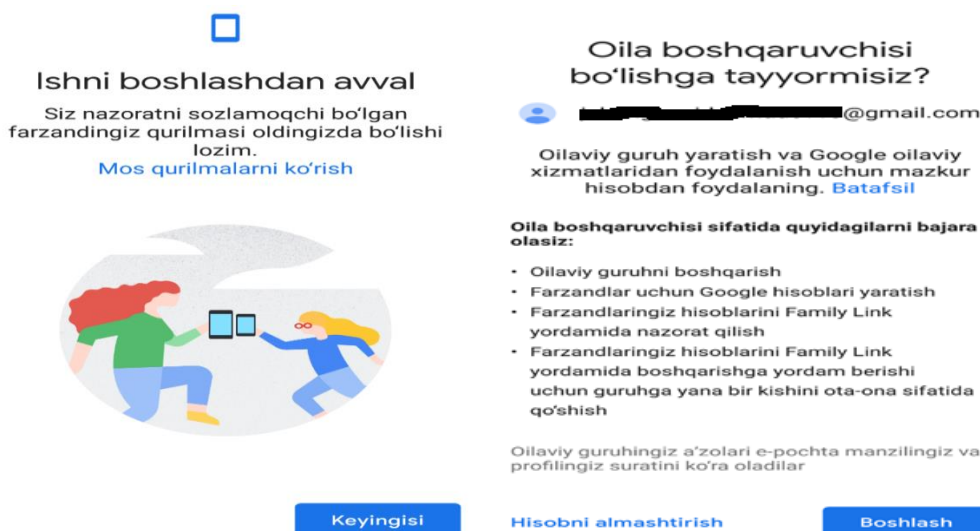 Ishni boshlashdan avval
Siz nazoratni sozlamoqchi bo‘lgan
farzandingiz qurilmasi oldingizda bo‘lishi
lozim.
Mos qurilmalarni ko‘rish
Keyingisi
Oila boshqaruvchisi
bo‘lishga tayyormisiz?
@gmail.com
Oilaviy guruh yaratish va Google oilaviy
xizmatlaridan foydalanish uchun mazkur
hisobdan foydalaning. Batafsil
Oila boshqaruvchisi sifatida quyidagilarni bajara
olasiz:
• Oilaviy guruhni boshqarish
• Farzandlar uchun Google hisoblari yaratish
• Farzandlaringiz hisoblarini Family Link
yordamida nazorat qilish
• Farzandlaringiz hisoblarini Family Link
yordamida boshqarishga yordam berishi
uchun guruhga yana bir kishini ota-ona sifatida
qo‘shish
Oilaviy guruhingiz a’zolari e-pochta manzilingiz va
profilingiz suratini ko‘ra oladilar
Hisobni almashtirish
Boshlash